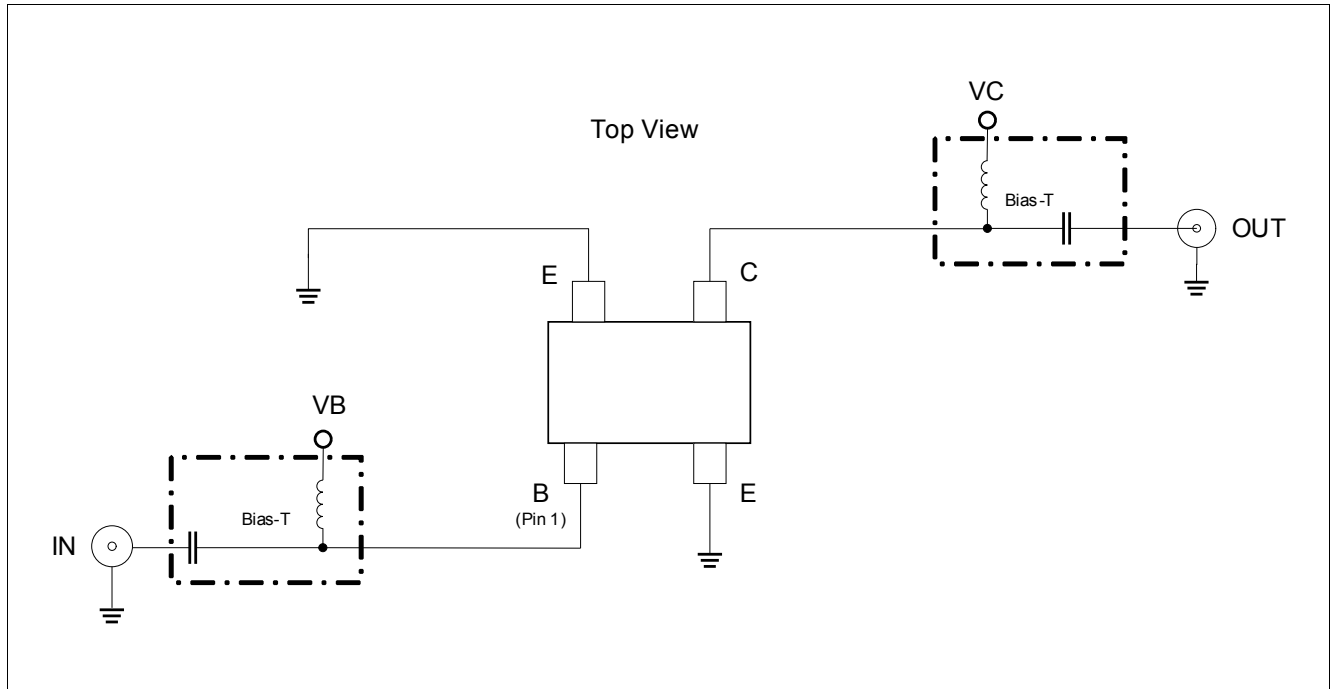 VC
Top View
Bias-T
OUT
E
C
VB
B
E
(Pin 1)
Bias-T
IN